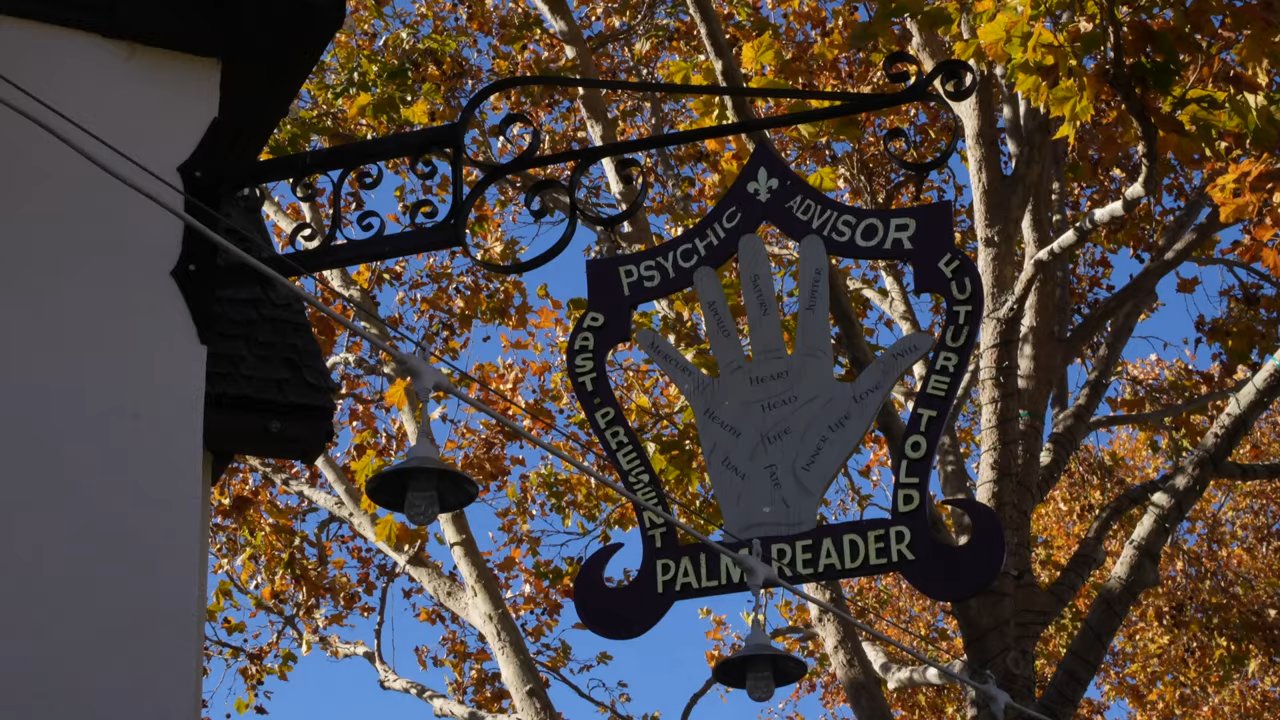 PSYCHIC ADVISOR
PAST · PRESENT
FUTURE TOLD
MERCURY
APOLLO
SATURN
JUPITER
WILL
LOVE
HEART
HEAD
HEALTH
LIFE
INNER LIFE
LUNA
FATE
PALM READER